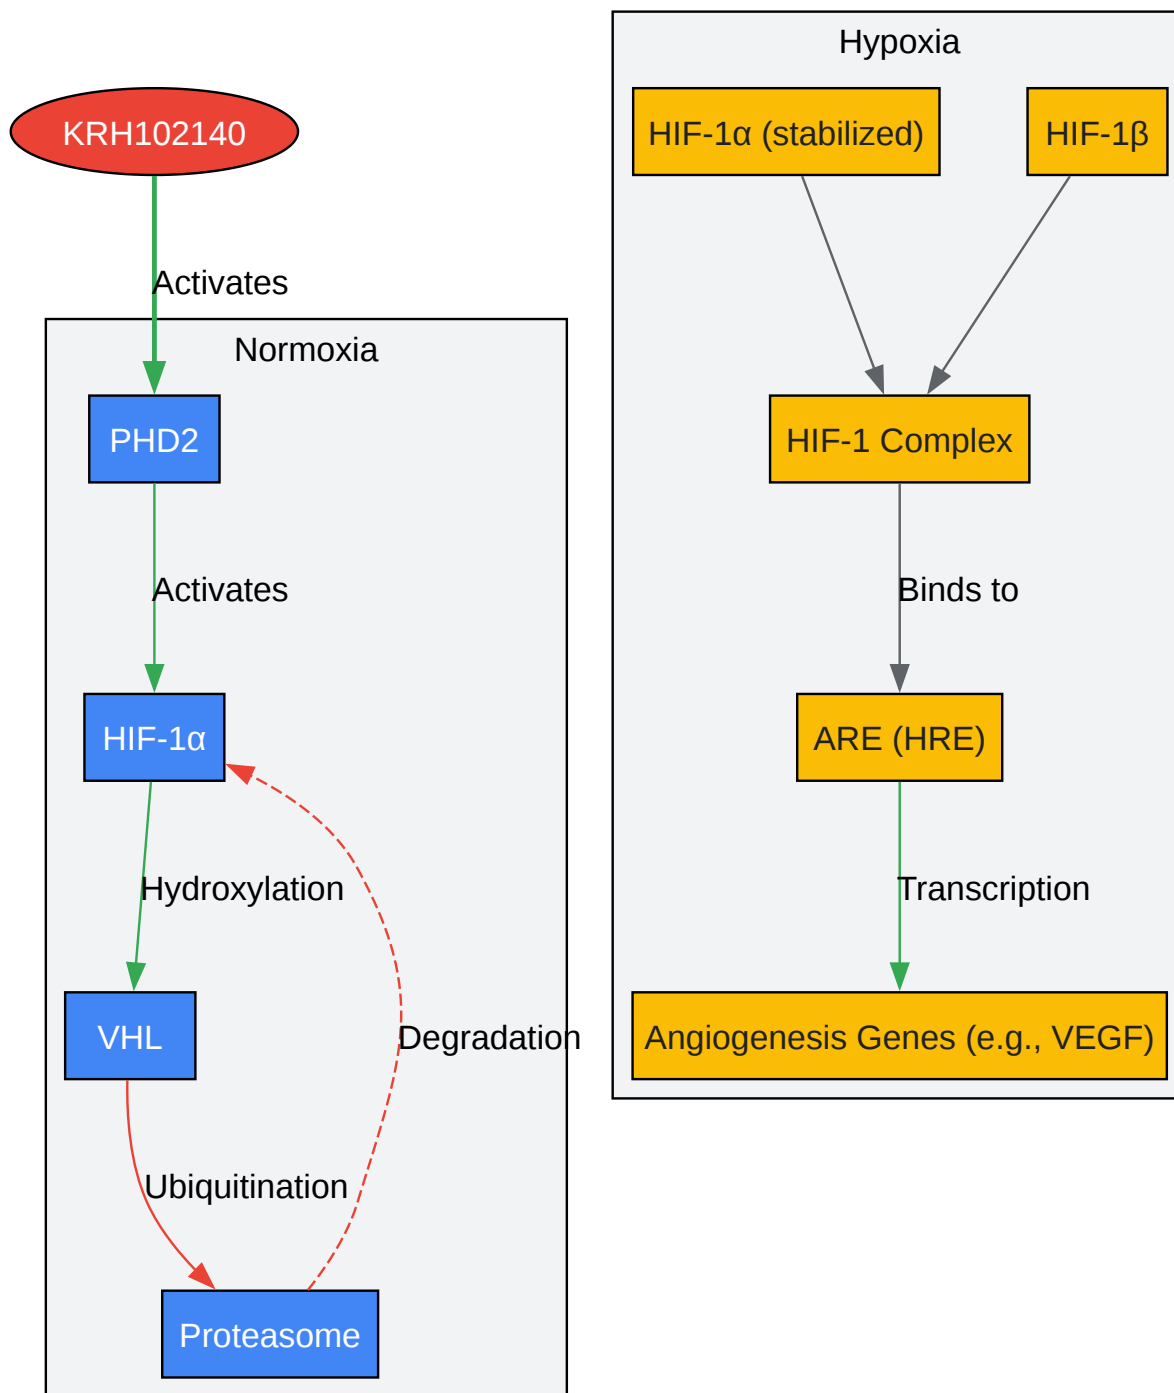 KRH102140
Activates
Normoxia
PHD2
Activates
HIF-1α
Hydroxylation
VHL
Degradation
Ubiquitination
Proteasome
Hypoxia
HIF-1α (stabilized)
HIF-1β
HIF-1 Complex
Binds to
ARE (HRE)
Transcription
Angiogenesis Genes (e.g., VEGF)